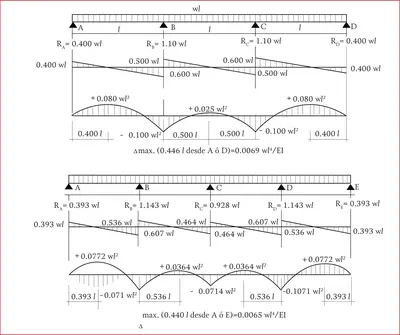 wl
A B C D
l l l
R_A= 0.400 wl R_B= 1.10 wl R_C= 1.10 wl R_D= 0.400 wl
0.400 wl 0.500 wl 0.600 wl 0.600 wl 0.500 wl 0.400 wl
+ 0.080 wl² +0.025 wl² + 0.080 wl²
0.400 l - 0.100 wl² 0.500 l 0.500 l - 0.100 wl² 0.400 l
Δmax. (0.446 l desde A ó D)=0.0069 wl⁴/EI
A B C D E
R_A= 0.393 wl R_B= 1.143 wl R_C= 0.928 wl R_D= 1.143 wl R_E= 0.393 wl
0.393 wl 0.536 wl 0.607 wl 0.464 wl 0.464 wl 0.607 wl 0.536 wl 0.393 wl
+ 0.0772 wl² +0.0364 wl² +0.0364 wl² +0.0772 wl²
0.393 l -0.071 wl² 0.536 l - 0.0714 wl² 0.536 l -0.1071 wl² 0.393 l
max. (0.440 l desde A ó D)=0.0065 wl⁴/EI
Δ